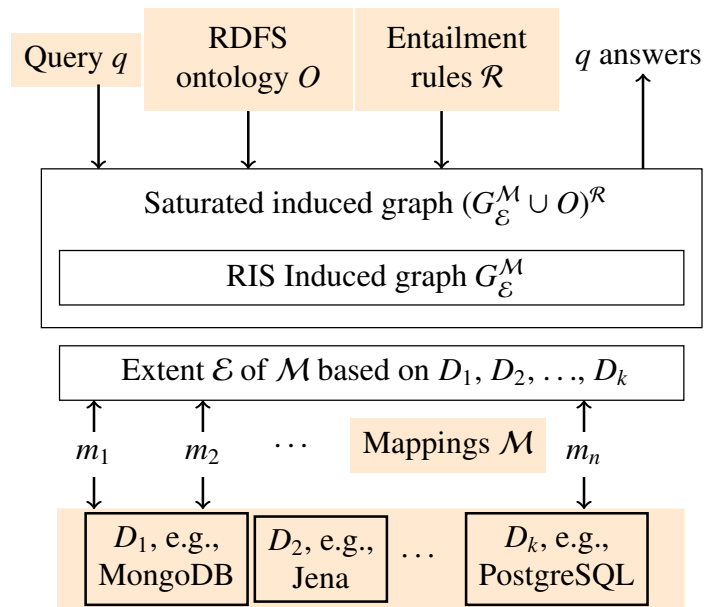 Query q
RDFS
ontology O
Entailment
rules ℛ
q answers
Saturated induced graph (G_ℰ^ℳ ∪ O)^ℛ
RIS Induced graph G_ℰ^ℳ
Extent ℰ of ℳ based on D₁, D₂, …, Dₖ
m₁ m₂ ⋯ Mappings ℳ mₙ
D₁, e.g.,
MongoDB
D₂, e.g.,
Jena
⋯
Dₖ, e.g.,
PostgreSQL